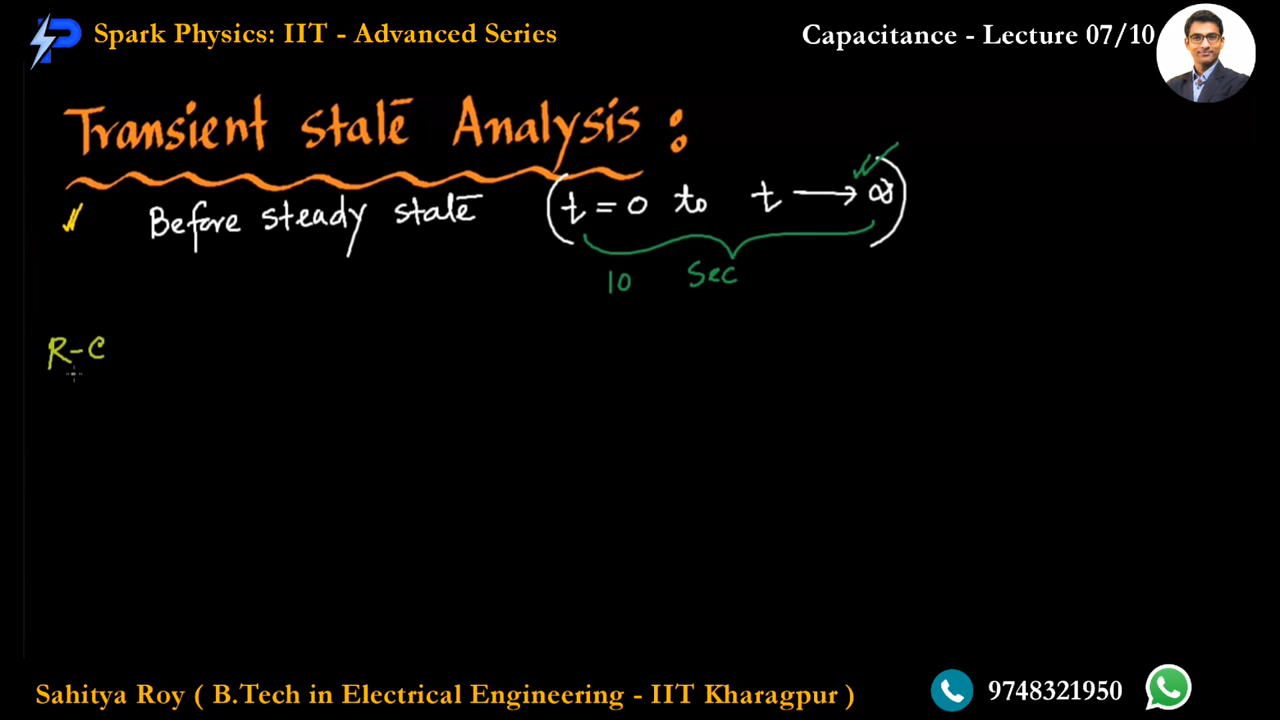 Spark Physics: IIT - Advanced Series
Capacitance - Lecture 07/10
Transient state Analysis :
Before steady state (t = 0 to t → ∞)
10 Sec
R-C
Sahitya Roy ( B.Tech in Electrical Engineering - IIT Kharagpur )
9748321950